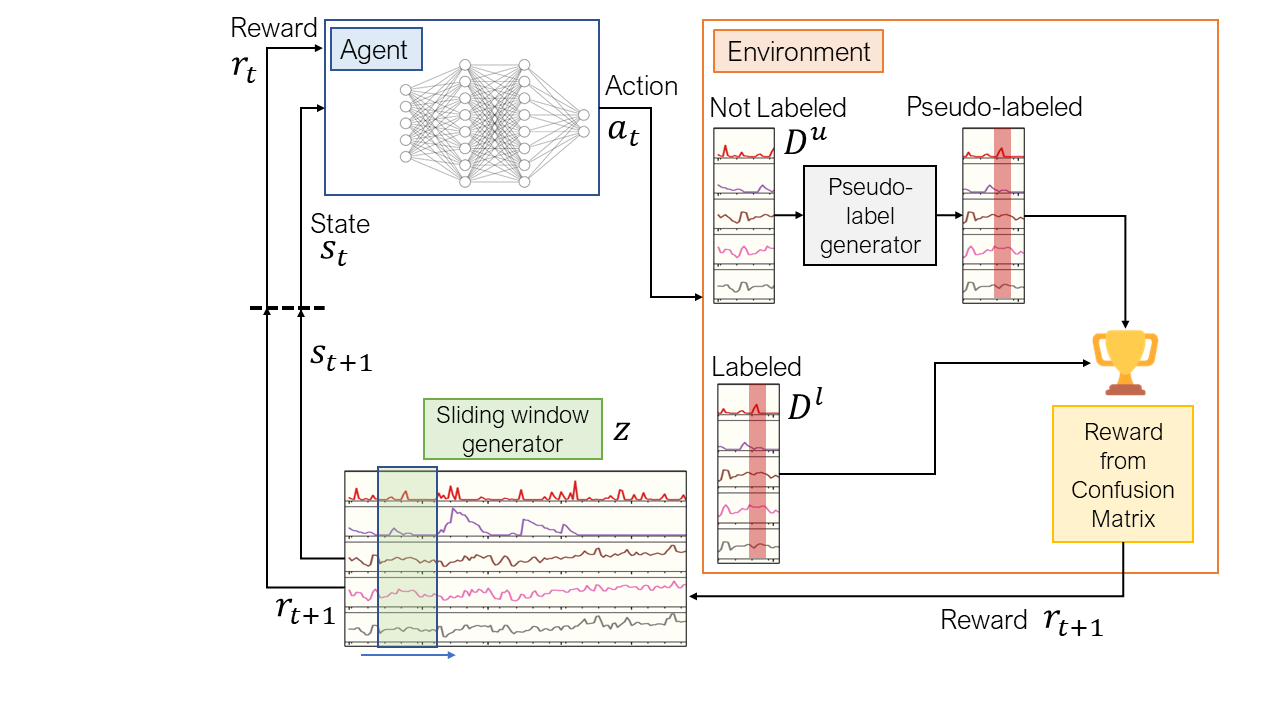 Reward
r_t
Agent
Action
a_t
State
s_t
s_{t+1}
Sliding window
generator
z
r_{t+1}
Environment
Not Labeled
D^u
Pseudo-
label
generator
Pseudo-labeled
Labeled
D^l
Reward
from
Confusion
Matrix
Reward r_{t+1}